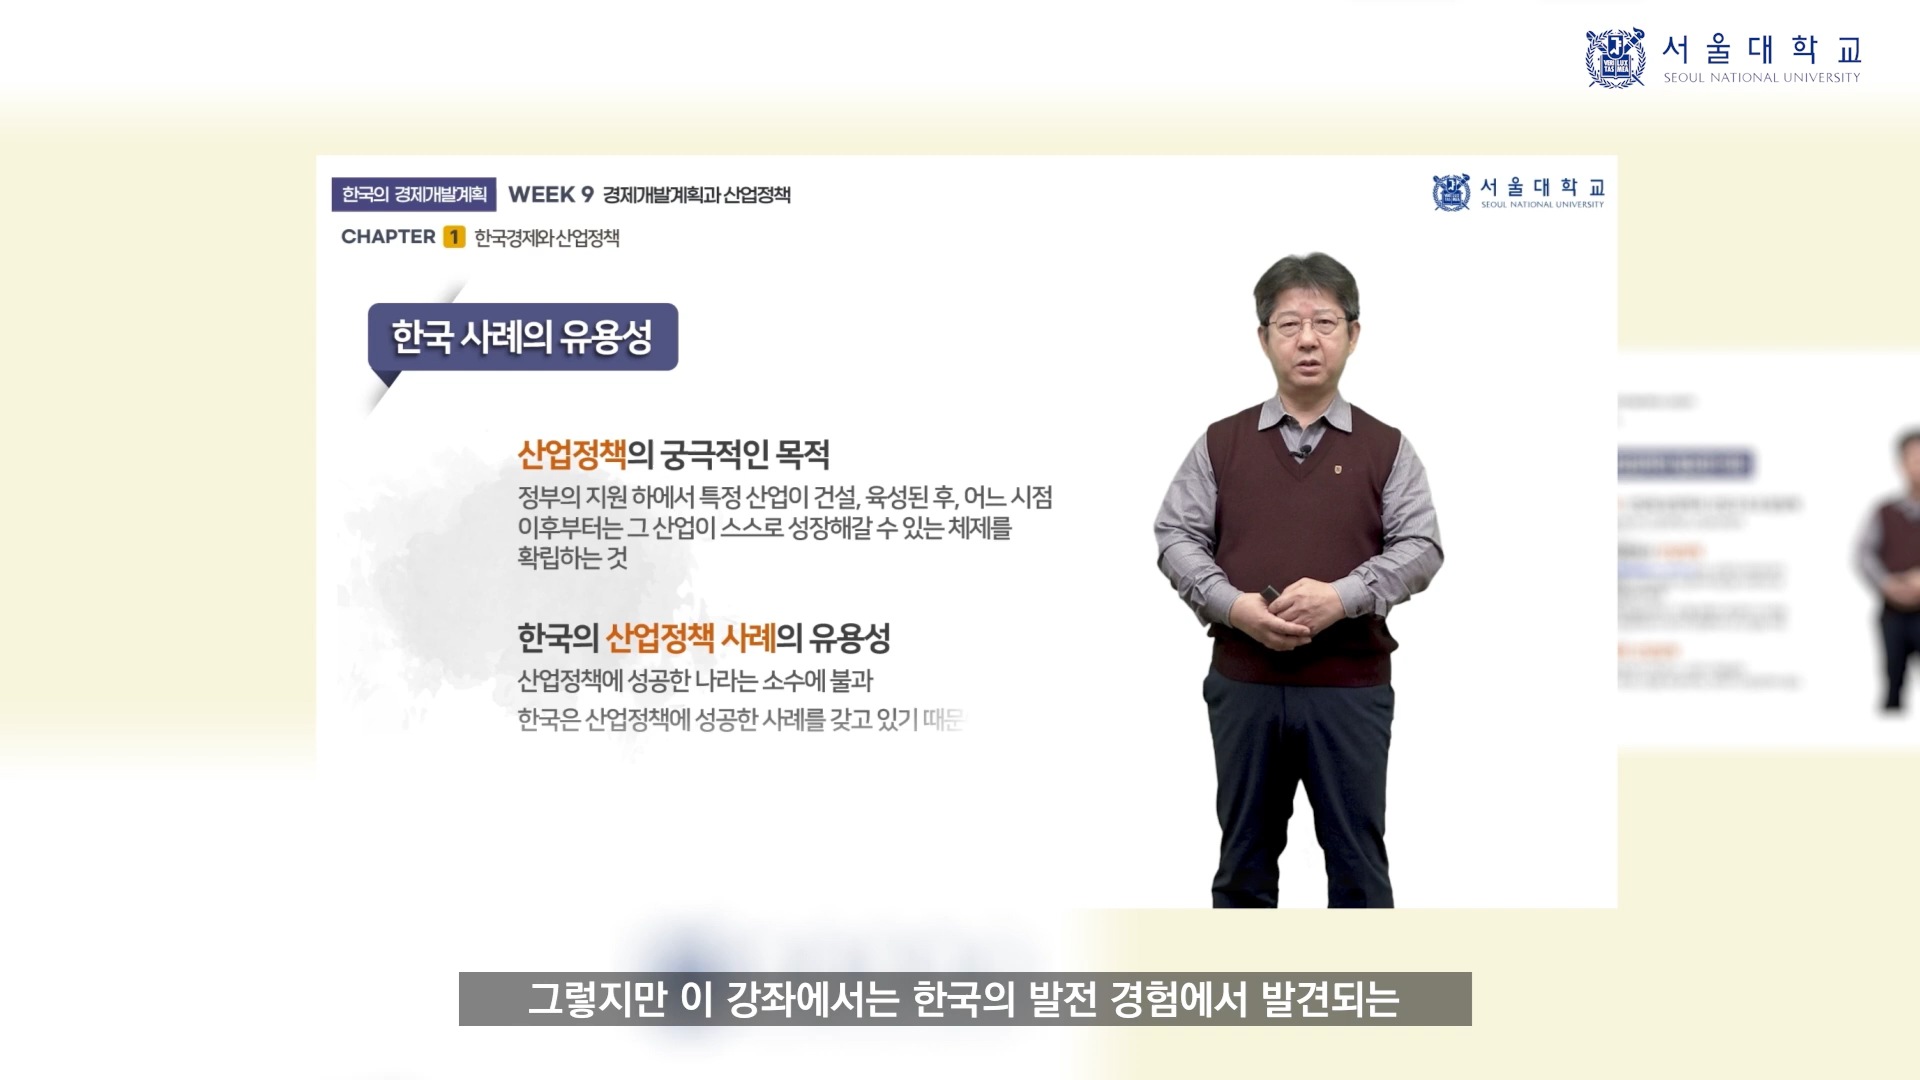 서울대학교
SEOUL NATIONAL UNIVERSITY
한국의 경제개발계획 WEEK 9 경제개발계획과 산업정책
서울대학교
SEOUL NATIONAL UNIVERSITY
CHAPTER 1 한국경제와 산업정책
한국 사례의 유용성
산업정책의 궁극적인 목적
정부의 지원 하에서 특정 산업이 건설, 육성된 후, 어느 시점
이후부터는 그 산업이 스스로 성장해갈 수 있는 체제를
확립하는 것
한국의 산업정책 사례의 유용성
산업정책에 성공한 나라는 소수에 불과
한국은 산업정책에 성공한 사례를 갖고 있기 때문
그렇지만 이 강좌에서는 한국의 발전 경험에서 발견되는